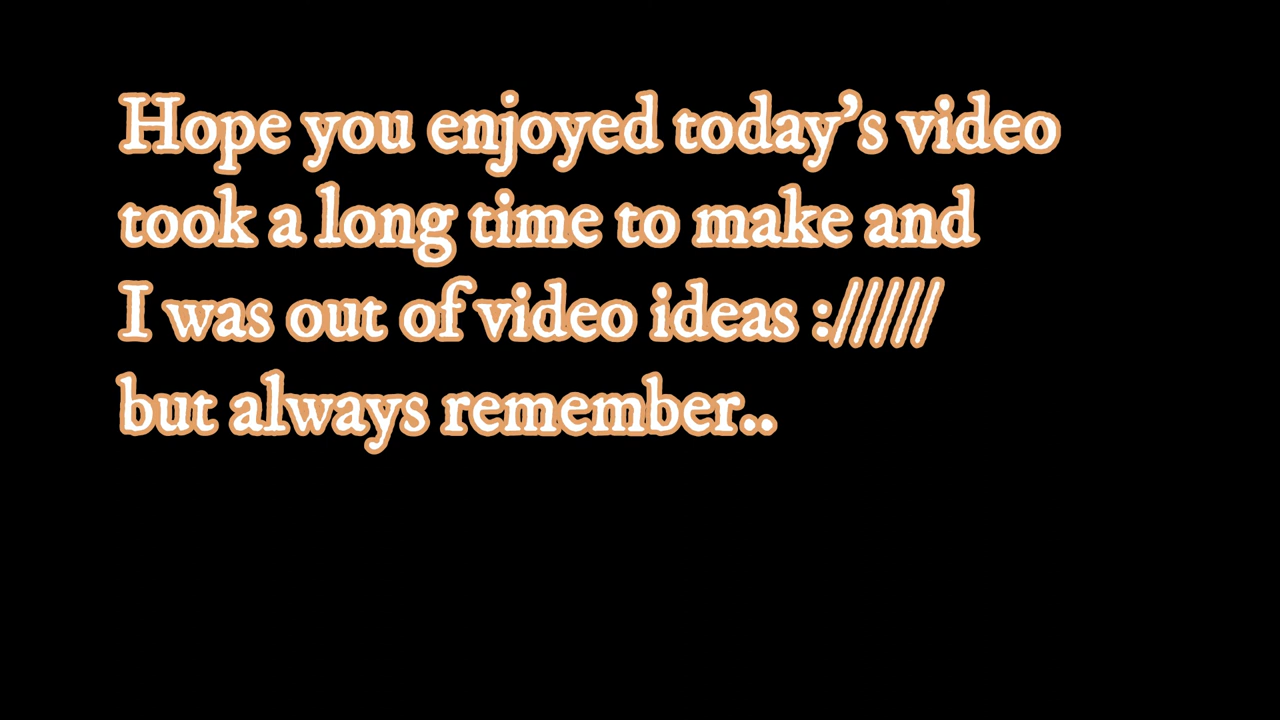 Hope you enjoyed today’s video
took a long time to make and
I was out of video ideas ://///
but always remember..